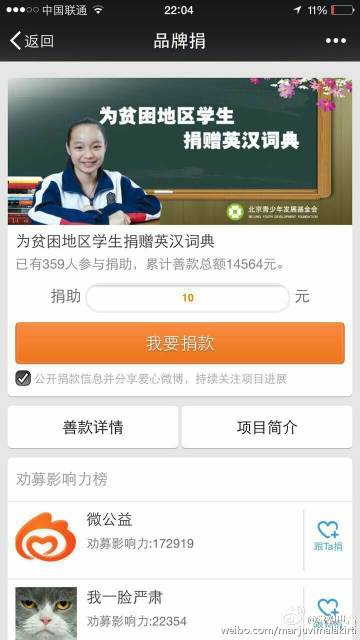 中国联通 22:04 11%
返回 品牌捐
为贫困地区学生
捐赠英汉词典
北京青少年发展基金会
BEIJING YOUTH DEVELOPMENT FOUNDATION
为贫困地区学生捐赠英汉词典
已有359人参与捐助，累计善款总额14564元。
捐助 10 元
我要捐款
公开捐款信息并分享爱心微博，持续关注项目进展
善款详情 项目简介
劝募影响力榜
微公益
劝募影响力:172919
跟Ta捐
我一脸严肃
劝募影响力:22354
weibo.com/marjuvimalakirti